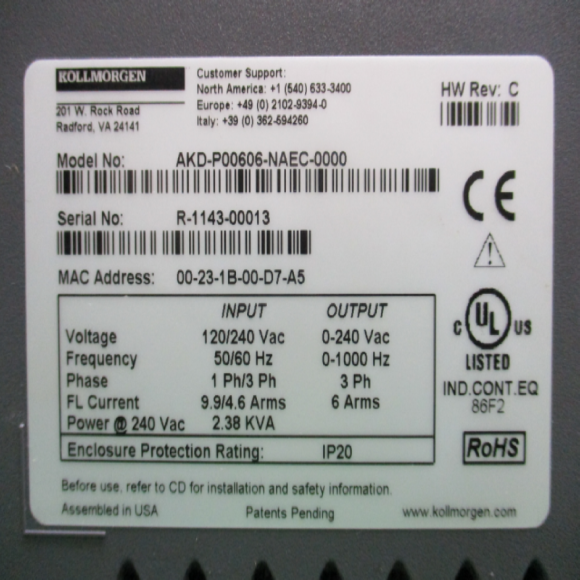 KOLLMORGEN
201 W. Rock Road
Radford, VA 24141
Customer Support:
North America: +1 (540) 633-3400
Europe: +49 (0) 2102-9394-0
Italy: +39 (0) 362-594260
HW Rev: C
Model No: AKD-P00606-NAEC-0000
Serial No: R-1143-00013
MAC Address: 00-23-1B-00-D7-A5
CE
INPUT OUTPUT
Voltage 120/240 Vac 0-240 Vac
Frequency 50/60 Hz 0-1000 Hz
Phase 1 Ph/3 Ph 3 Ph
FL Current 9.9/4.6 Arms 6 Arms
Power @ 240 Vac 2.38 KVA
Enclosure Protection Rating: IP20
C UL US
LISTED
IND.CONT.EQ
86F2
RoHS
Before use, refer to CD for installation and safety information.
Assembled in USA Patents Pending www.kollmorgen.com